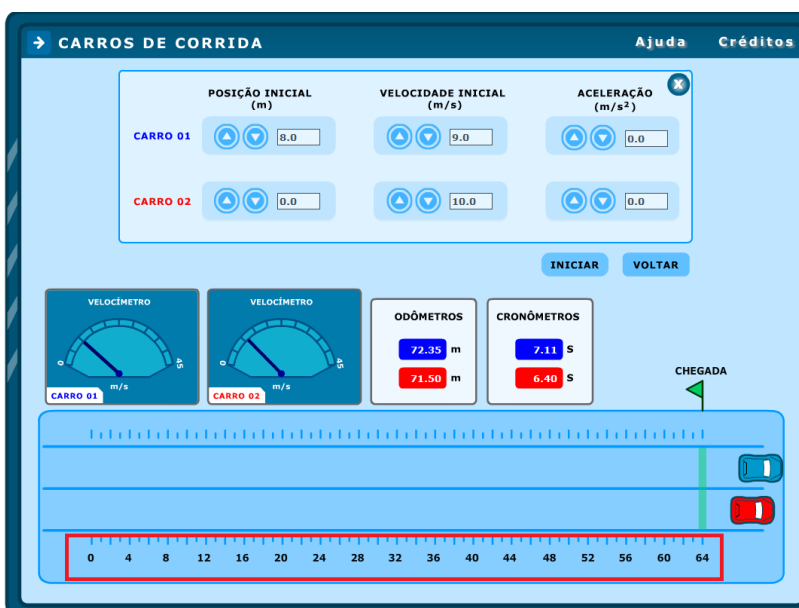 CARROS DE CORRIDA Ajuda Créditos
X
POSIÇÃO INICIAL (m) VELOCIDADE INICIAL (m/s) ACELERAÇÃO (m/s²)
CARRO 01 8.0 9.0 0.0
CARRO 02 0.0 10.0 0.0
INICIAR VOLTAR
VELOCÍMETRO
0 45
m/s
CARRO 01
VELOCÍMETRO
0 45
m/s
CARRO 02
ODÔMETROS
72.35 m
71.50 m
CRONÔMETROS
7.11 S
6.40 S
CHEGADA
0 4 8 12 16 20 24 28 32 36 40 44 48 52 56 60 64